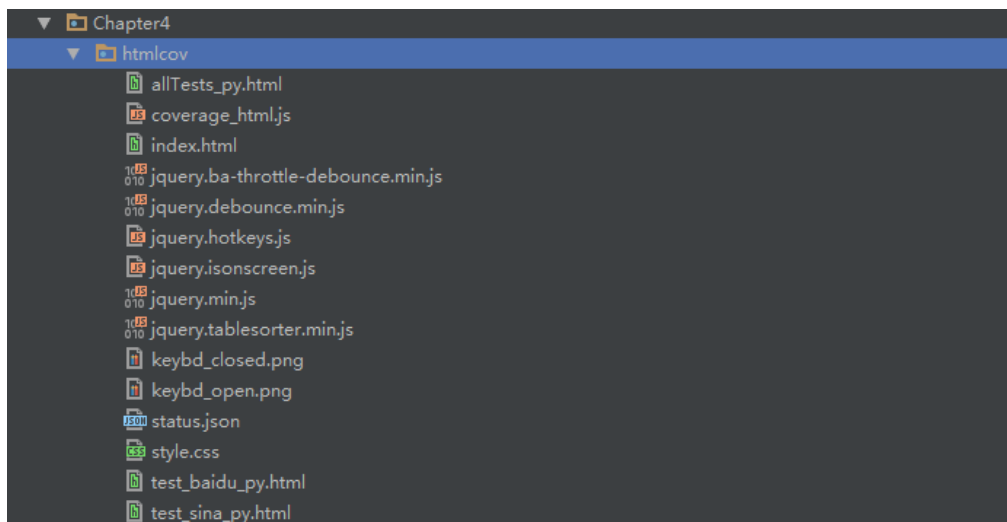 Chapter4
htmlcov
allTests_py.html
coverage_html.js
index.html
jquery.ba-throttle-debounce.min.js
jquery.debounce.min.js
jquery.hotkeys.js
jquery.isonscreen.js
jquery.min.js
jquery.tablesorter.min.js
keybd_closed.png
keybd_open.png
status.json
style.css
test_baidu_py.html
test_sina_py.html